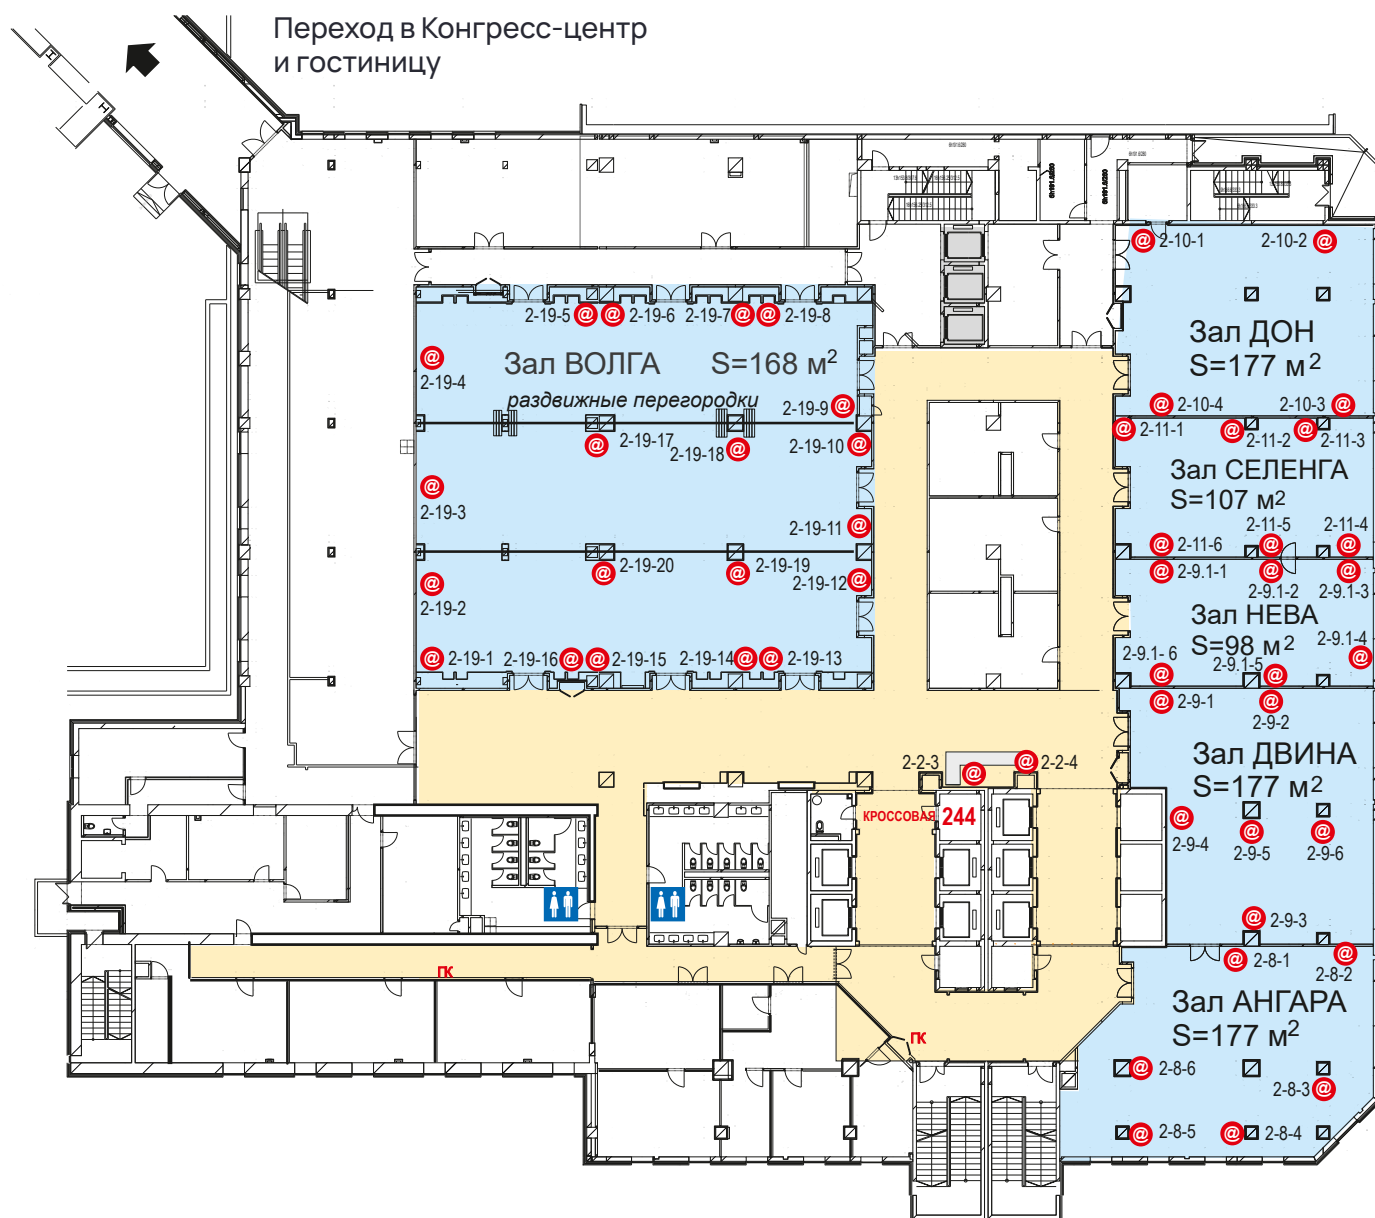 Переход в Конгресс-центр
и гостиницу
2-10-1
2-10-2
2-19-5
2-19-6
2-19-7
2-19-8
Зал ДОН
S=177 м²
Зал ВОЛГА S=168 м²
2-19-4
раздвижные перегородки
2-19-9
2-10-4
2-10-3
2-11-1
2-11-2
2-11-3
2-19-17
2-19-18
2-19-10
Зал СЕЛЕНГА
S=107 м²
2-19-3
2-19-11
2-11-5
2-11-4
2-11-6
2-19-20
2-19-19
2-19-12
2-9.1-1
2-9.1-2
2-9.1-3
2-19-2
Зал НЕВА
S=98 м²
2-9.1-4
2-9.1- 6
2-9.1-5
2-19-1
2-19-16
2-19-15
2-19-14
2-19-13
2-9-1
2-9-2
Зал ДВИНА
S=177 м²
2-2-3
2-2-4
КРОССОВАЯ 244
2-9-4
2-9-5
2-9-6
2-9-3
2-8-1
2-8-2
ГК
Зал АНГАРА
S=177 м²
ГК
2-8-6
2-8-3
2-8-5
2-8-4